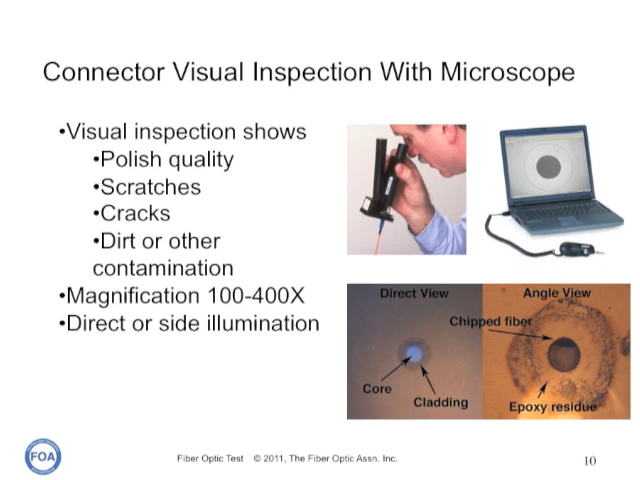 Connector Visual Inspection With Microscope
•Visual inspection shows
•Polish quality
•Scratches
•Cracks
•Dirt or other
contamination
•Magnification 100-400X
•Direct or side illumination
Direct View
Angle View
Chipped fiber
Core
Cladding
Epoxy residue
FOA
Fiber Optic Test © 2011, The Fiber Optic Assn. Inc.
10